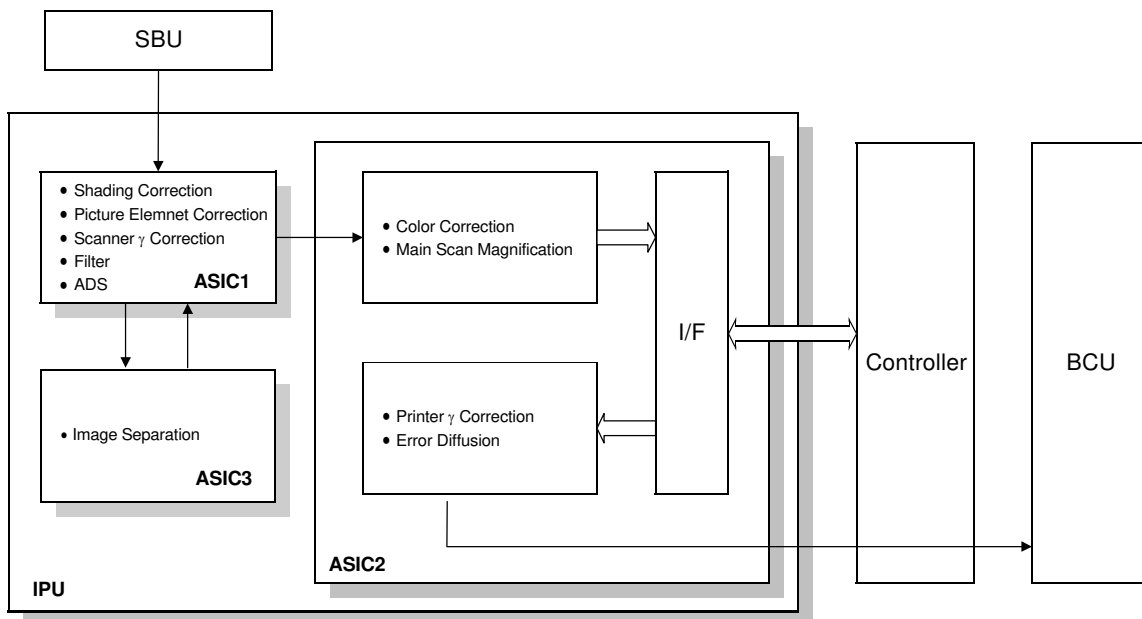 SBU
• Shading Correction
• Picture Elemnet Correction
• Scanner γ Correction
• Filter
• ADS
ASIC1
• Image Separation
ASIC3
• Color Correction
• Main Scan Magnification
• Printer γ Correction
• Error Diffusion
I/F
ASIC2
IPU
Controller
BCU